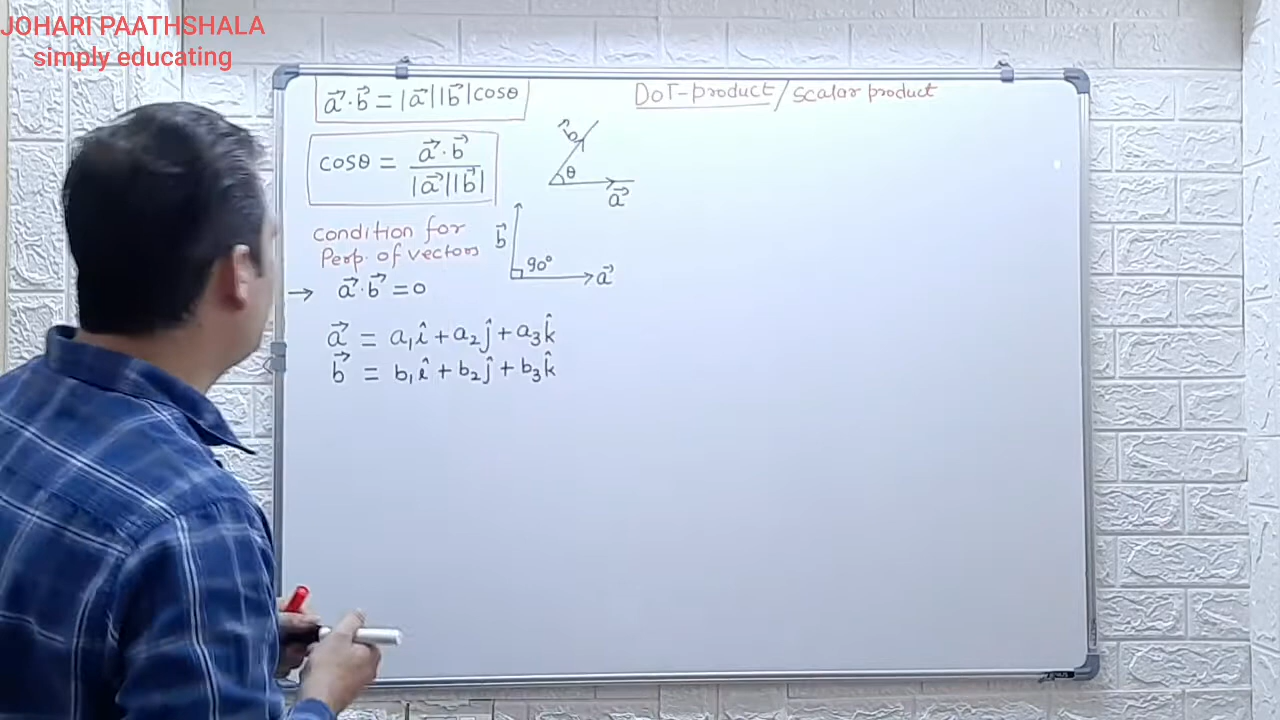 JOHARI PAATHSHALA
simply educating
a⃗·b⃗ = |a⃗||b⃗|cosθ
DOT-product / scalar product
cosθ = a⃗·b⃗ / |a⃗||b⃗|
b⃗
θ
a⃗
condition for
Perp. of vectors
b⃗
90°
a⃗
→ a⃗·b⃗ = 0
a⃗ = a₁î + a₂ĵ + a₃k̂
b⃗ = b₁î + b₂ĵ + b₃k̂